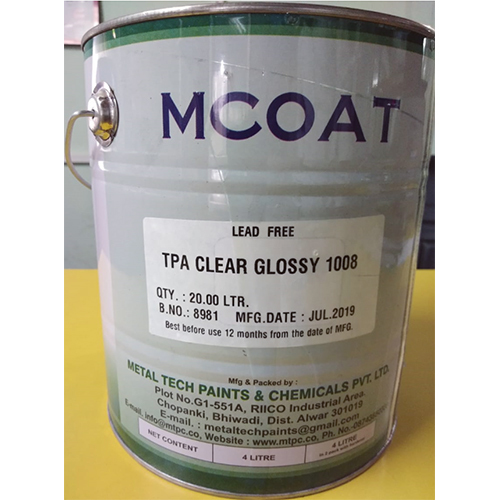 MCOAT
LEAD FREE
TPA CLEAR GLOSSY 1008
QTY. : 20.00 LTR.
B.NO.: 8981 MFG.DATE : JUL.2019
Best before use 12 months from the date of MFG.
Mfg & Packed by :
METAL TECH PAINTS & CHEMICALS PVT. LTD.
Plot No.G1-551A, RIICO Industrial Area.
Chopanki, Bhiwadi, Dist. Alwar 301019
E-mail. : metaltechpaints@gmail.com
E-mail. info@mtpc.co, Website : www.mtpc.co, Ph. No.
NET CONTENT 4 LITRE 4 LITRE